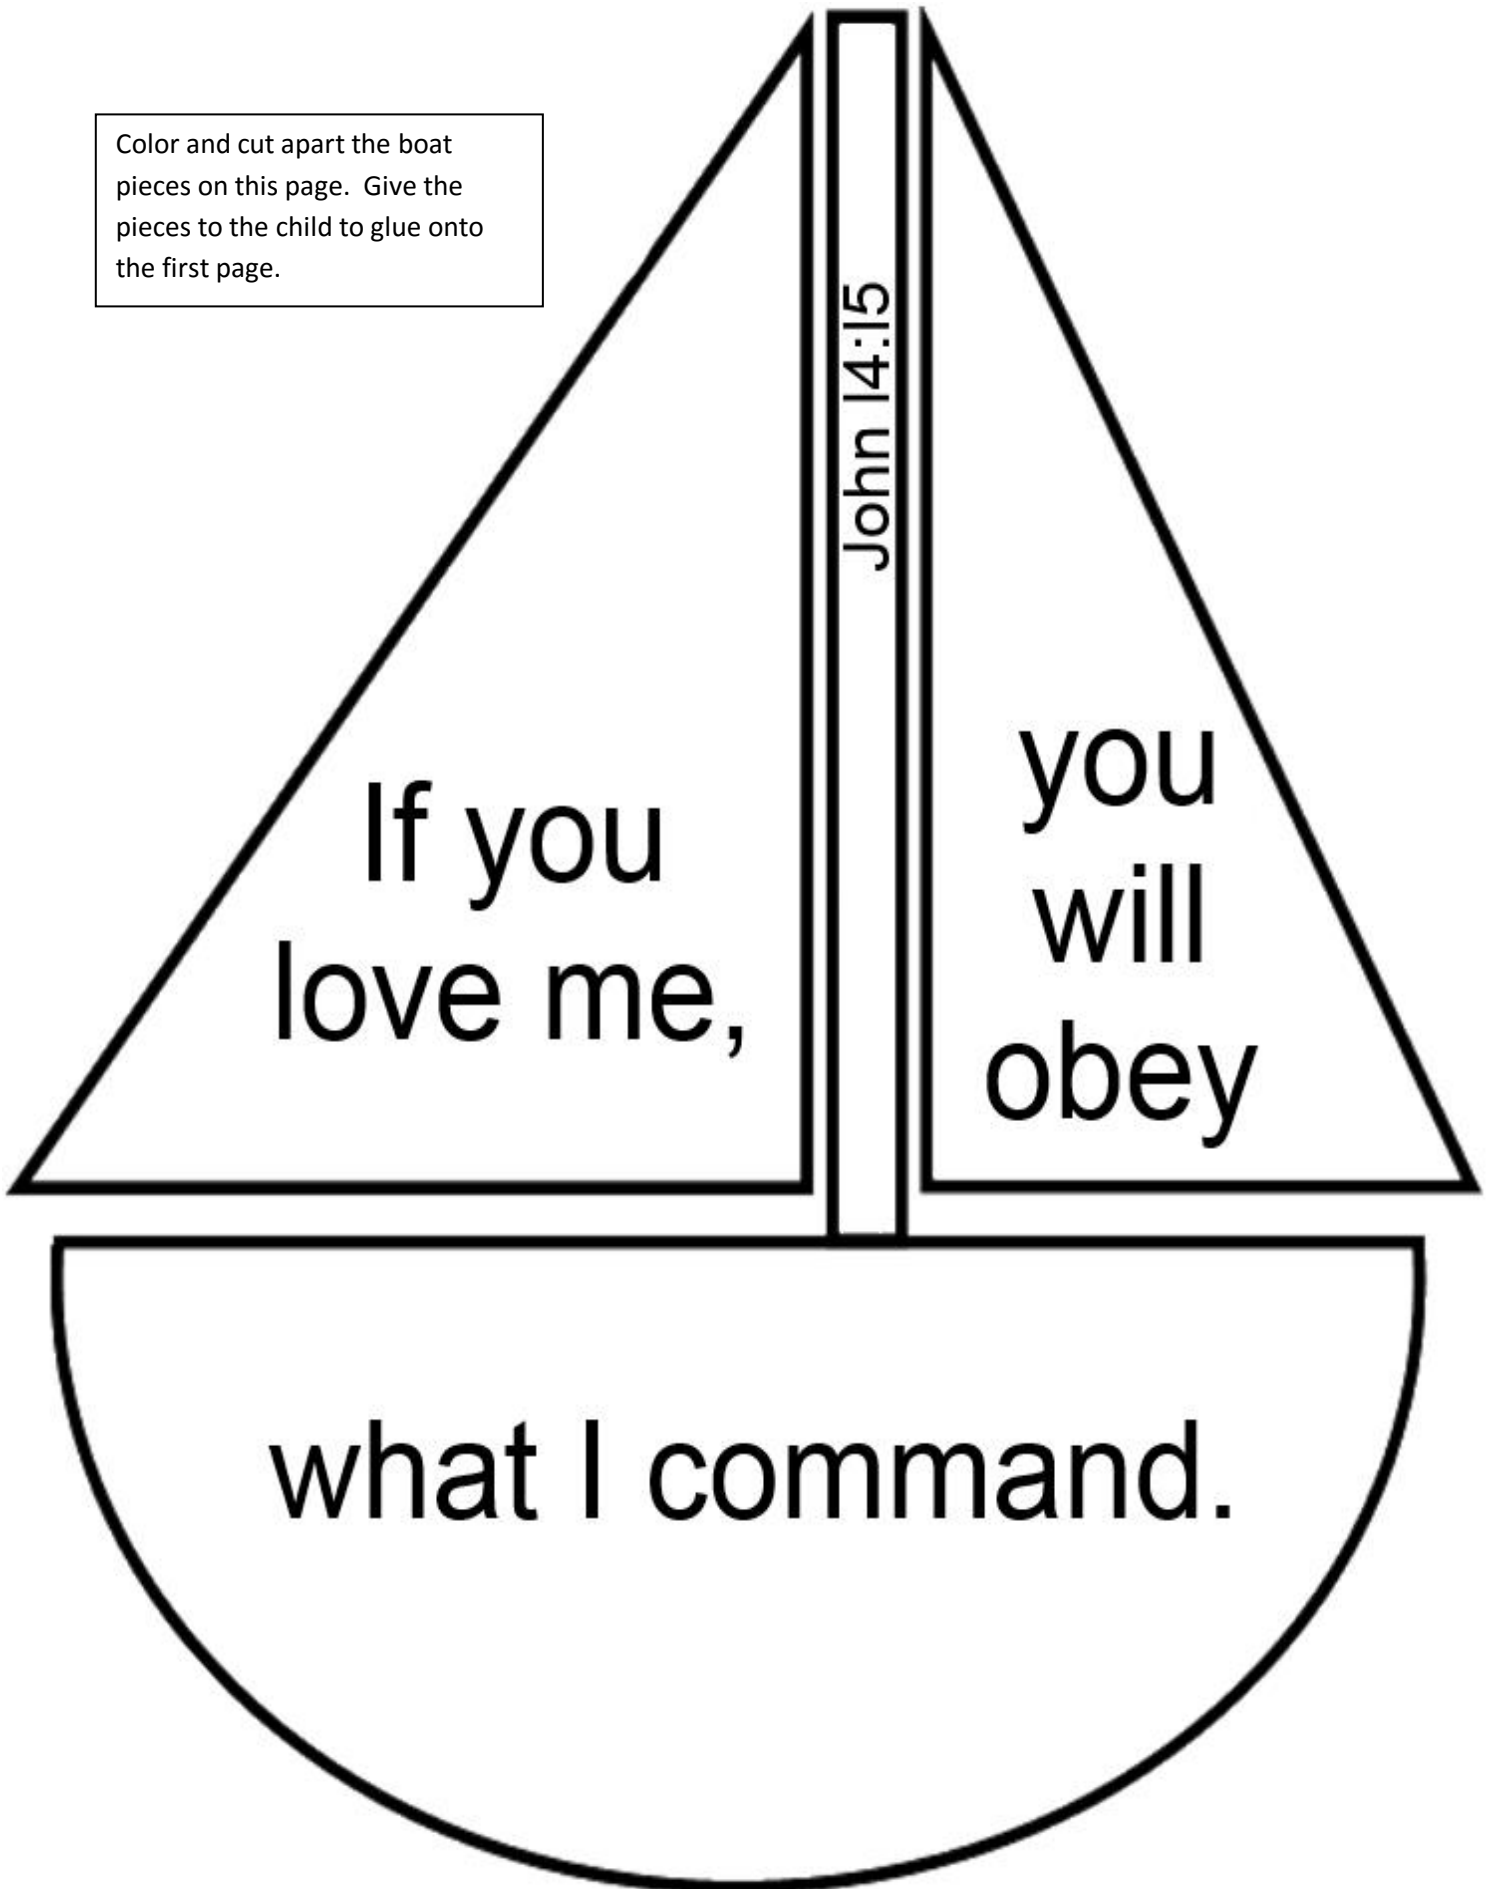 Color and cut apart the boat
pieces on this page.  Give the
pieces to the child to glue onto
the first page.
John 14:15
If you
love me,
you
will
obey
what I command.